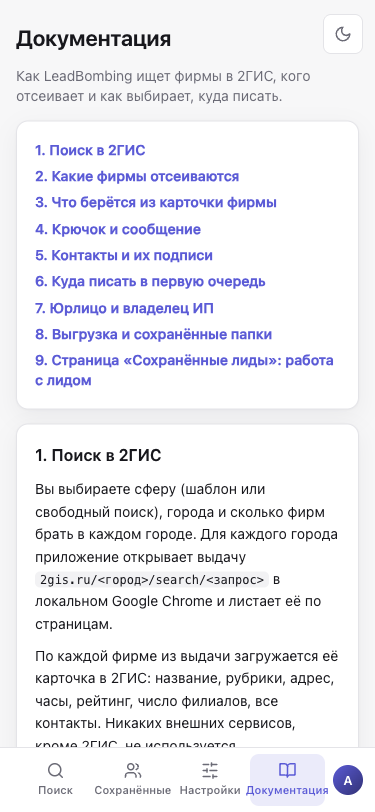 Документация
Как LeadBombing ищет фирмы в 2ГИС, кого
отсеивает и как выбирает, куда писать.
1. Поиск в 2ГИС
2. Какие фирмы отсеиваются
3. Что берётся из карточки фирмы
4. Крючок и сообщение
5. Контакты и их подписи
6. Куда писать в первую очередь
7. Юрлицо и владелец ИП
8. Выгрузка и сохранённые папки
9. Страница «Сохранённые лиды»: работа
с лидом
1. Поиск в 2ГИС
Вы выбираете сферу (шаблон или
свободный поиск), города и сколько фирм
брать в каждом городе. Для каждого города
приложение открывает выдачу
2gis.ru/<город>/search/<запрос> в
локальном Google Chrome и листает её по
страницам.
По каждой фирме из выдачи загружается её
карточка в 2ГИС: название, рубрики, адрес,
часы, рейтинг, число филиалов, все
контакты. Никаких внешних сервисов,
кроме 2ГИС, не используется.
Поиск
Сохранённые
Настройки
Документация
A